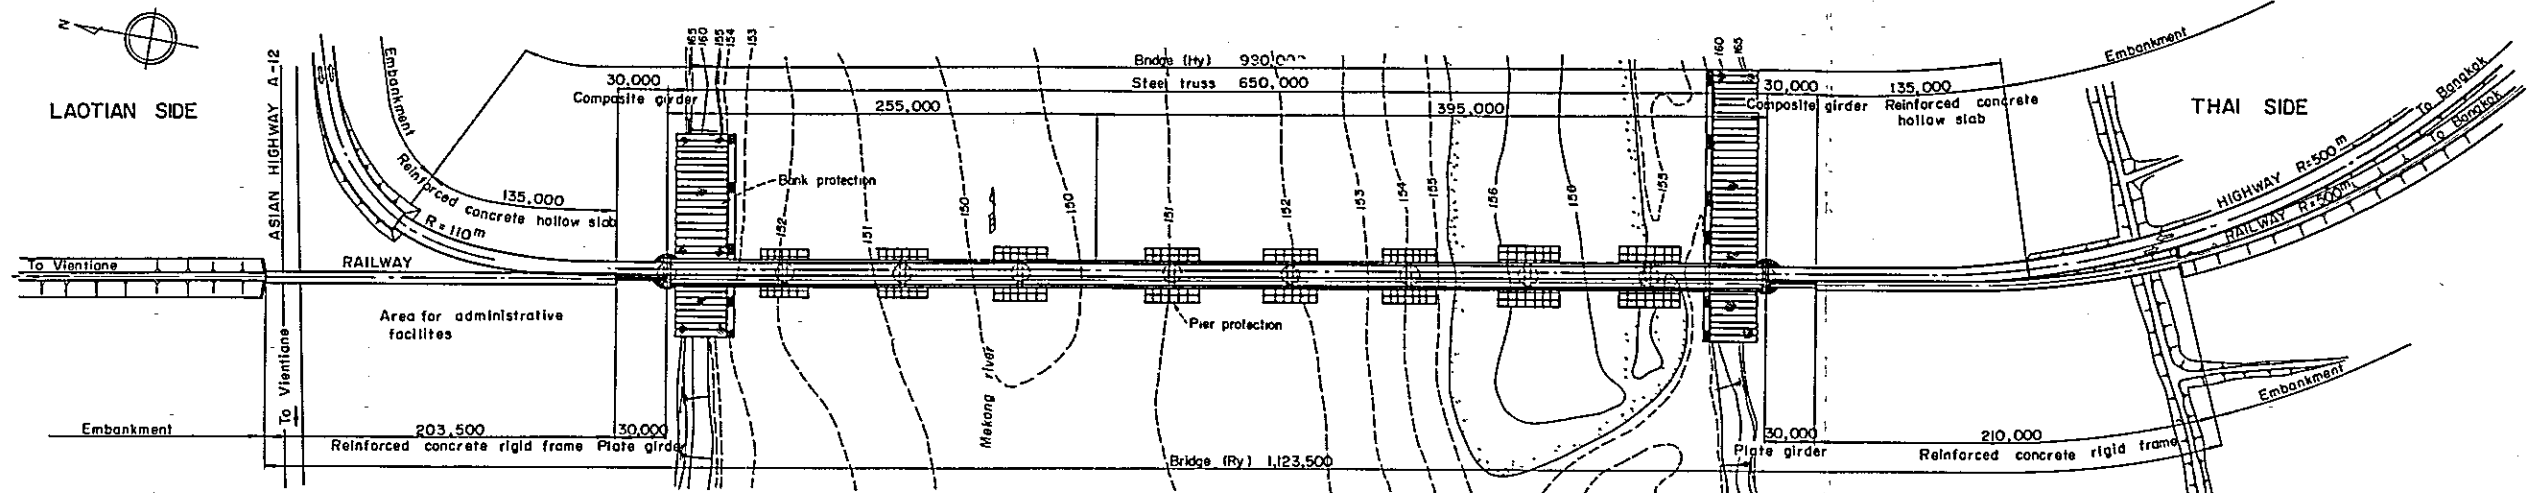 N
LAOTIAN SIDE
ASIAN HIGHWAY A-12
Embankment
165
160
155
154
153
Bridge (Hy)
Steel truss 650,000
30,000
Composite girder
255,000
395,000
160
165
30,000
135,000
Composite girder Reinforced concrete
hollow slab
Embankment
THAI SIDE
To Bangkok
To Bangkok
HIGHWAY R=500m
RAILWAY R=500m
135,000
Reinforced concrete hollow slab
R=110m
Bank protection
152
151
150
150
151
152
153
154
155
156
156
155
To Vientiane
RAILWAY
Area for administrative
facilites
Pier protection
Mekong river
To Vientiane
Embankment
203,500
30,000
Reinforced concrete rigid frame Plate girder
Bridge (Ry) 1,123,500
30,000
Plate girder
210,000
Reinforced concrete rigid frame
Embankment